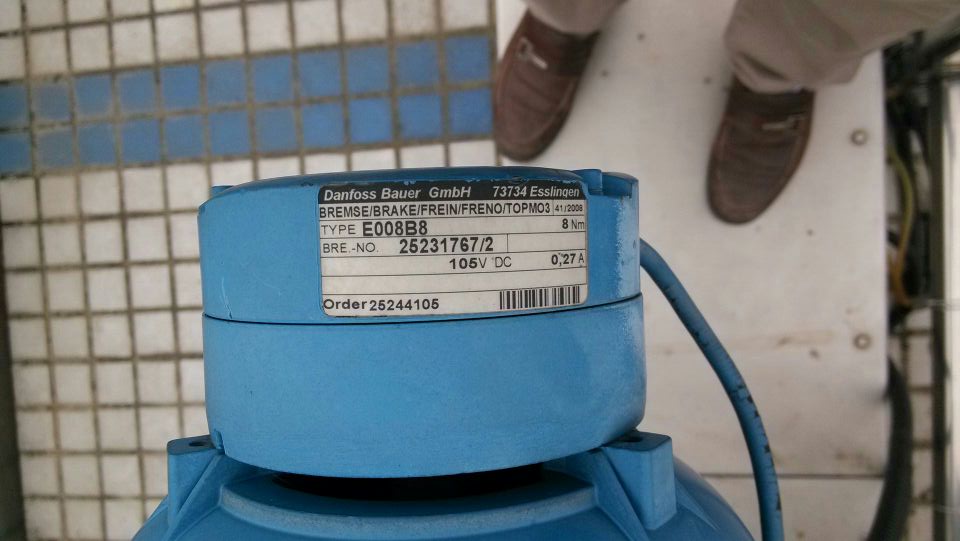 Danfoss Bauer GmbH 73734 Esslingen
BREMSE/BRAKE/FREIN/FRENO/TOPMO3 41/2008
TYPE E008B8 8 Nm
BRE.-NO. 25231767/2
105V DC 0,27 A
Order 25244105